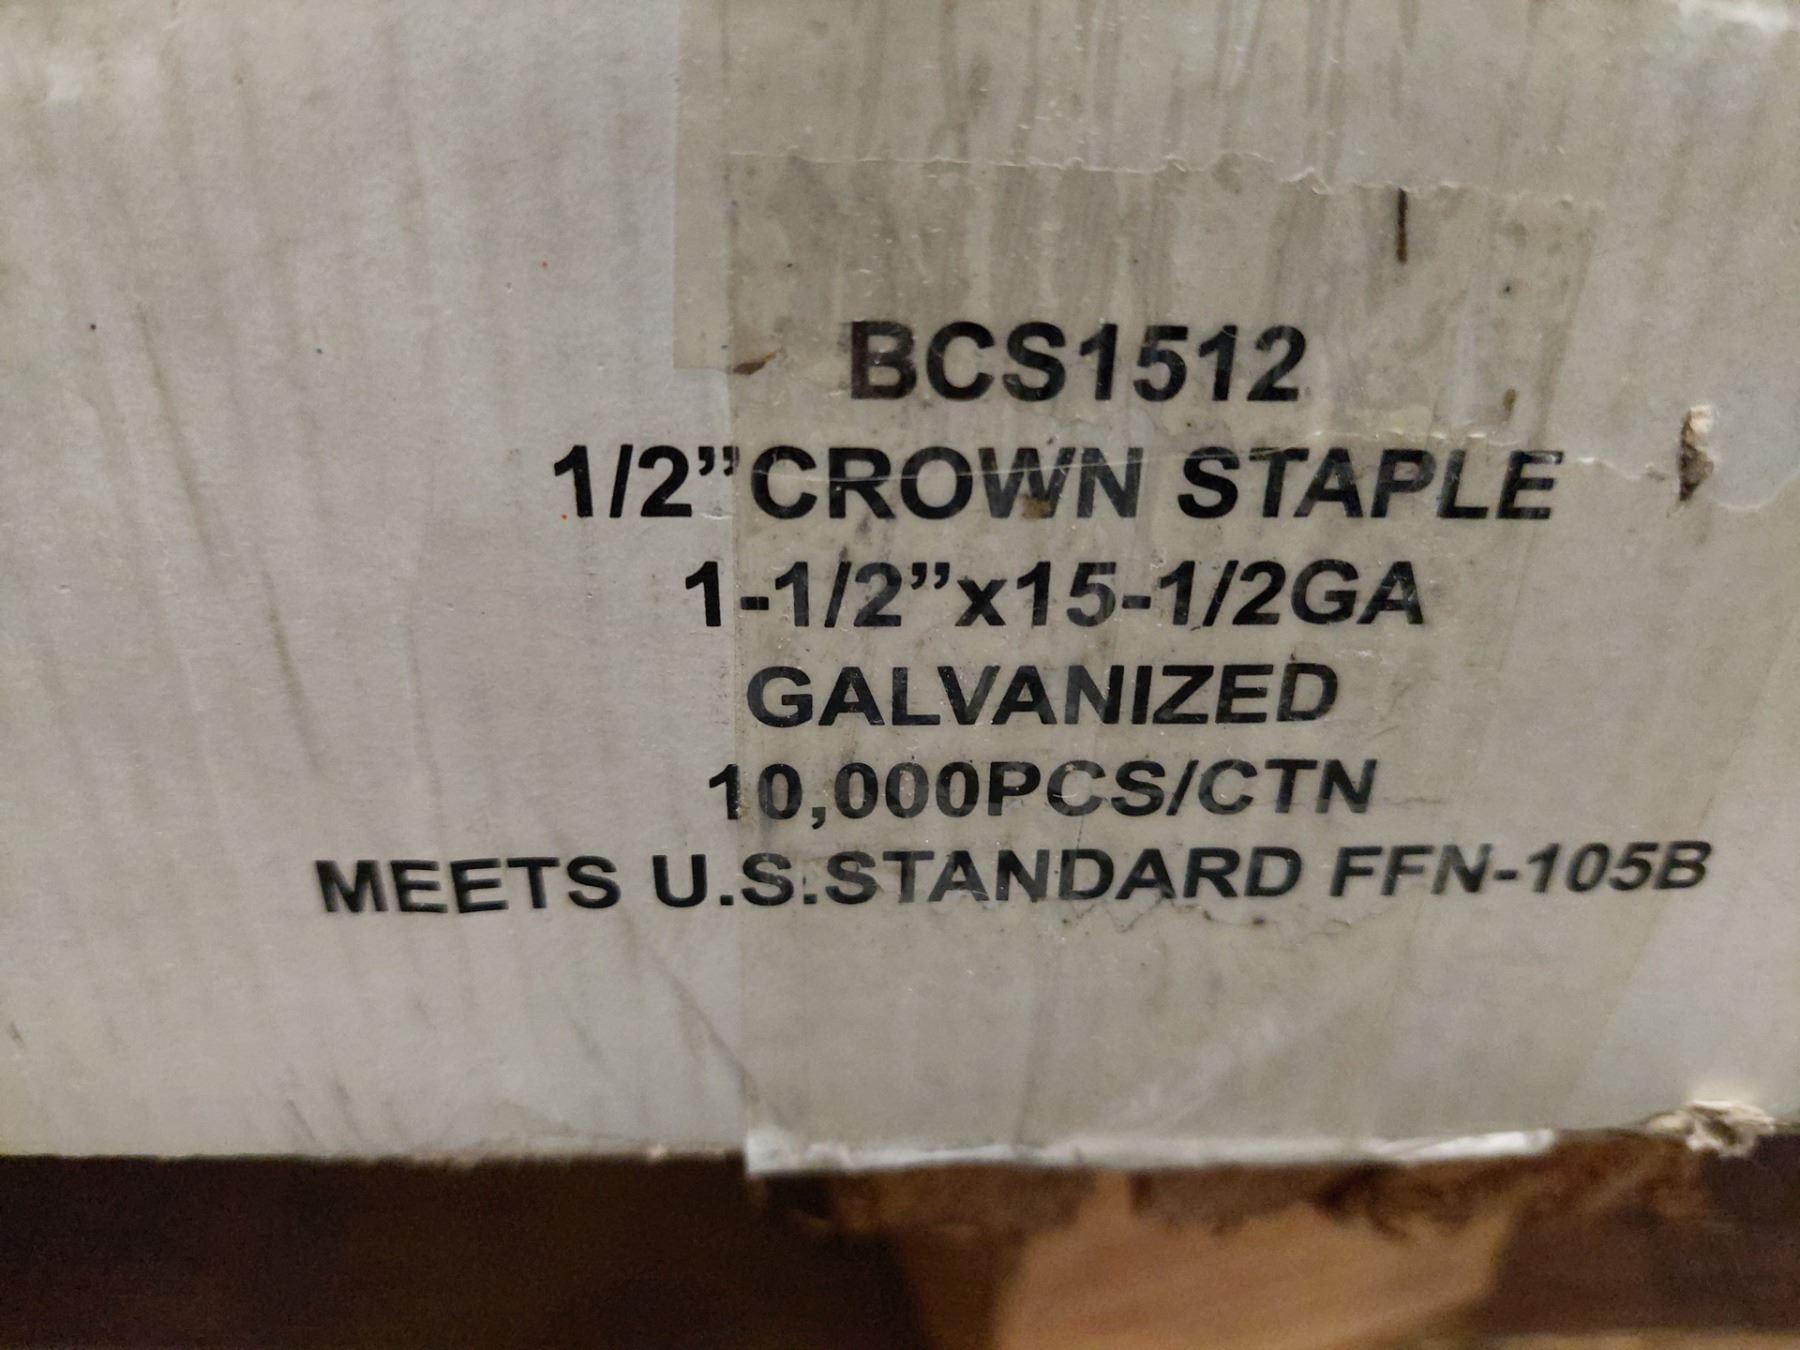 BCS1512
1/2”CROWN STAPLE
1-1/2”x15-1/2GA
GALVANIZED
10,000PCS/CTN
MEETS U.S.STANDARD FFN-105B